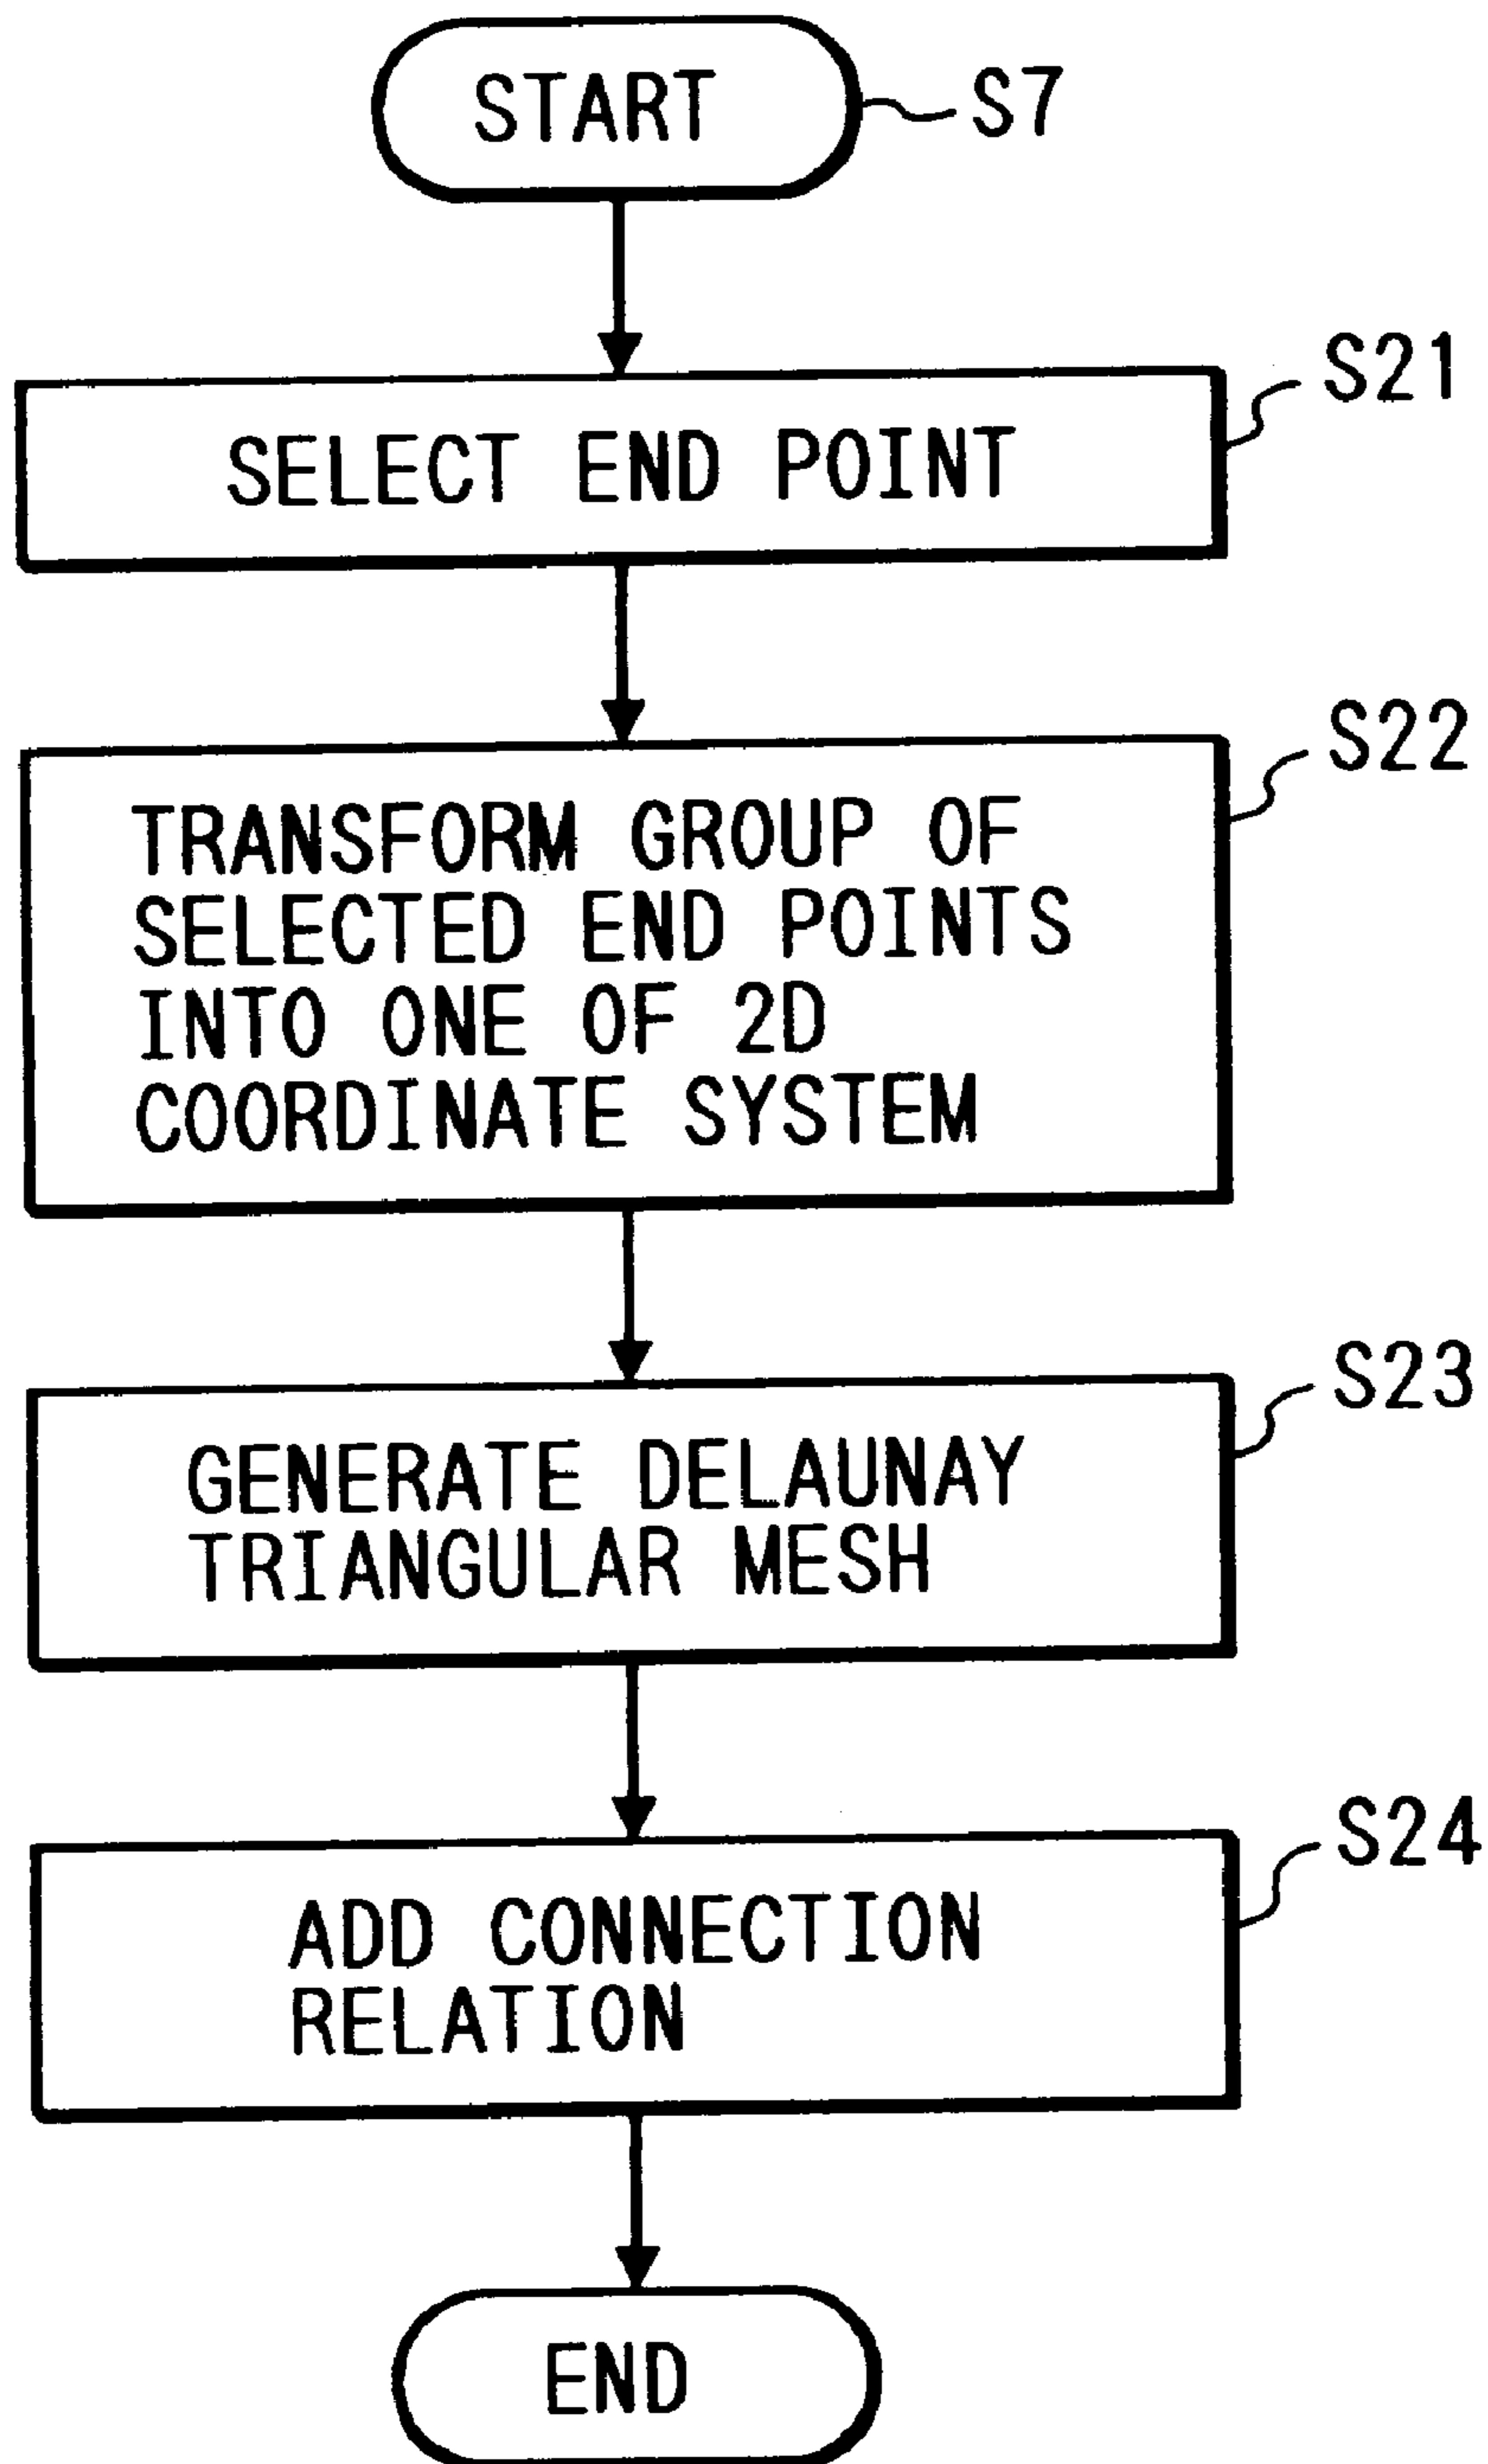 START
S7
S21
SELECT END POINT
S22
TRANSFORM GROUP OF
SELECTED END POINTS
INTO ONE OF 2D
COORDINATE SYSTEM
S23
GENERATE DELAUNAY
TRIANGULAR MESH
S24
ADD CONNECTION
RELATION
END